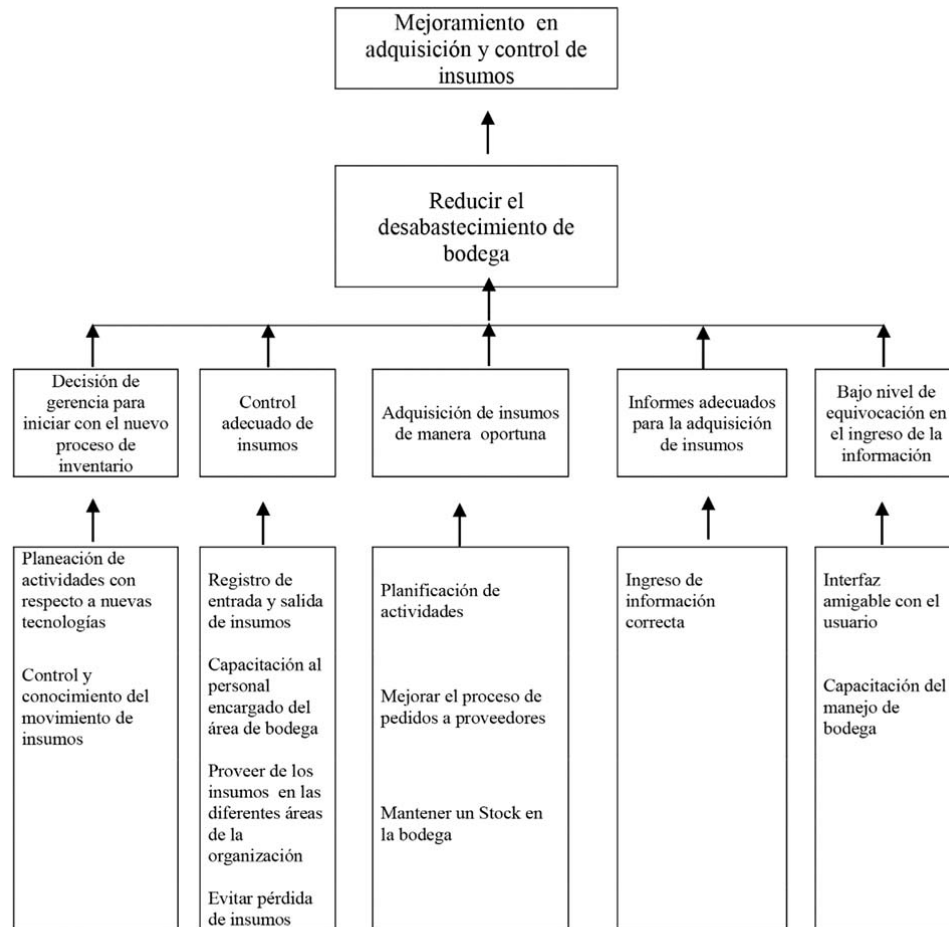 Mejoramiento en
adquisición y control de
insumos
Reducir el
desabastecimiento de
bodega
Decisión de
gerencia para
iniciar con el nuevo
proceso de
inventario
Control
adecuado de
insumos
Adquisición de insumos
de manera oportuna
Informes adecuados
para la adquisición
de insumos
Bajo nivel de
equivocación en
el ingreso de la
información
Planeación de
actividades con
respecto a nuevas
tecnologías
Control y
conocimiento del
movimiento de
insumos
Registro de
entrada y salida
de insumos
Capacitación al
personal
encargado del
área de bodega
Proveer de los
insumos en las
diferentes áreas
de la
organización
Evitar pérdida
de insumos
Planificación de
actividades
Mejorar el proceso de
pedidos a proveedores
Mantener un Stock en
la bodega
Ingreso de
información
correcta
Interfaz
amigable con el
usuario
Capacitación del
manejo de
bodega